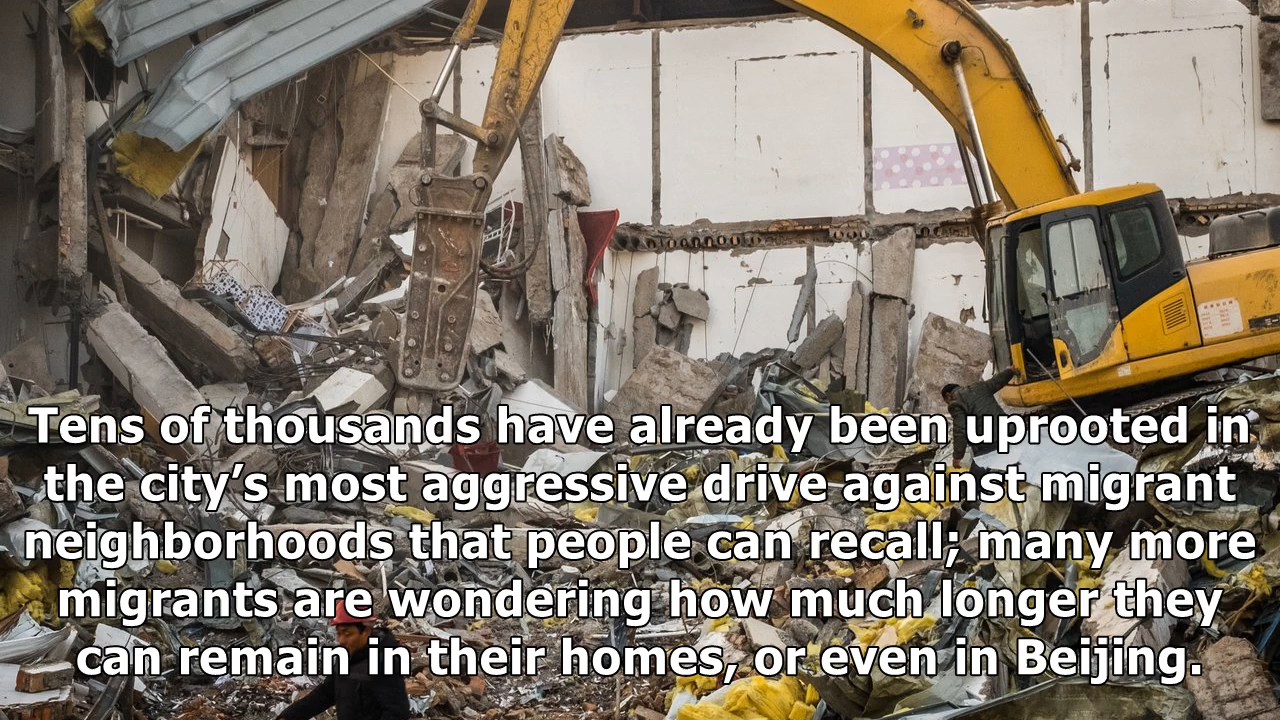 Tens of thousands have already been uprooted in
the city’s most aggressive drive against migrant
neighborhoods that people can recall; many more
migrants are wondering how much longer they
can remain in their homes, or even in Beijing.